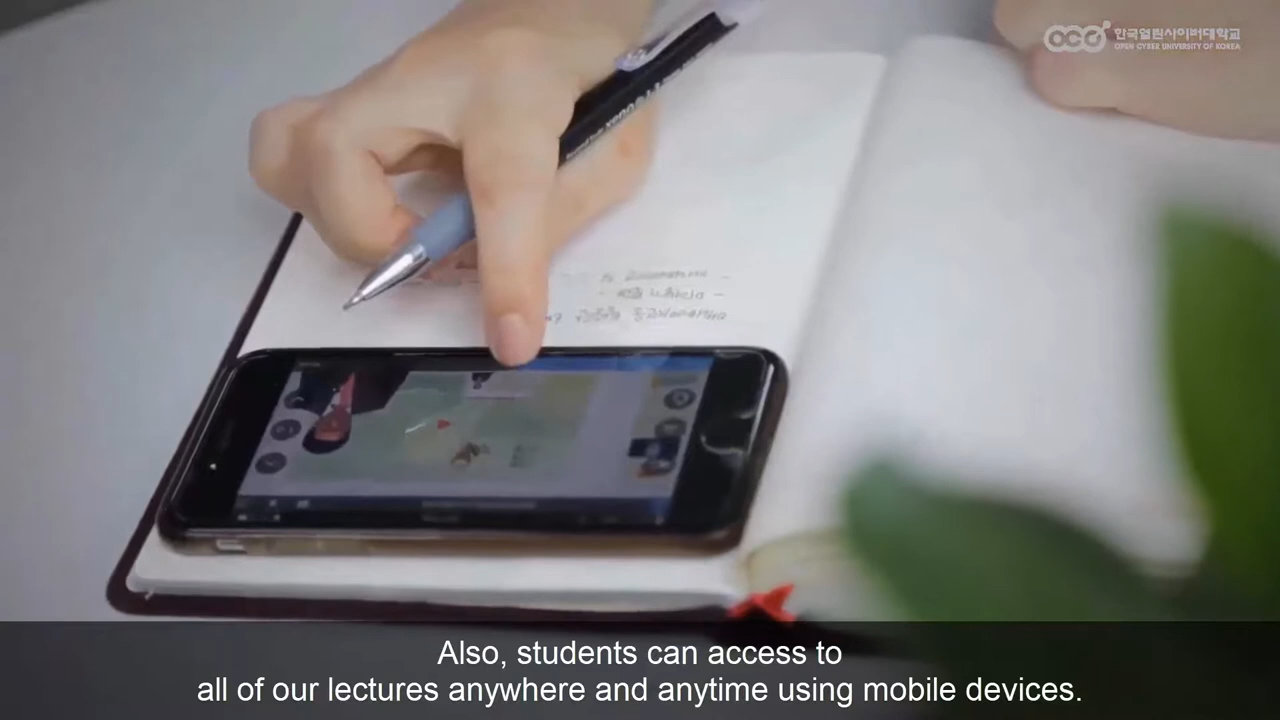 OCU 한국열린사이버대학교
OPEN CYBER UNIVERSITY OF KOREA
Also, students can access to
all of our lectures anywhere and anytime using mobile devices.